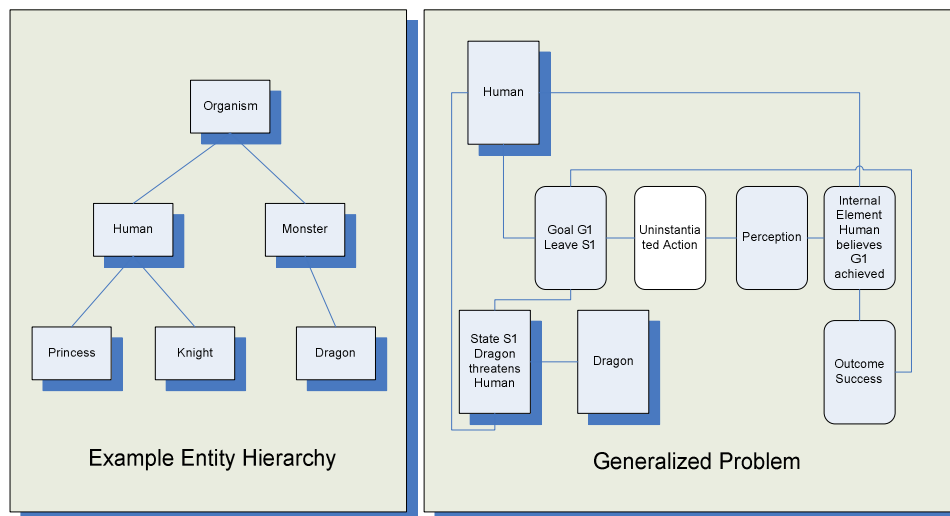 Organism
Human
Monster
Princess
Knight
Dragon
Example Entity Hierarchy
Human
Goal G1
Leave S1
Uninstantia
ted Action
Perception
Internal
Element
Human
believes
G1
achieved
State S1
Dragon
threatens
Human
Dragon
Outcome
Success
Generalized Problem